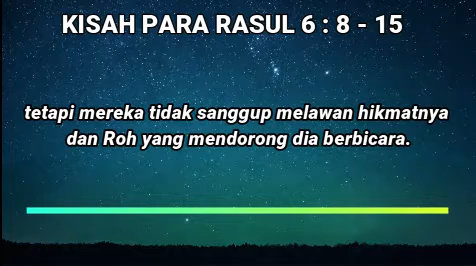 KISAH PARA RASUL 6 : 8 - 15
tetapi mereka tidak sanggup melawan hikmatnya
dan Roh yang mendorong dia berbicara.